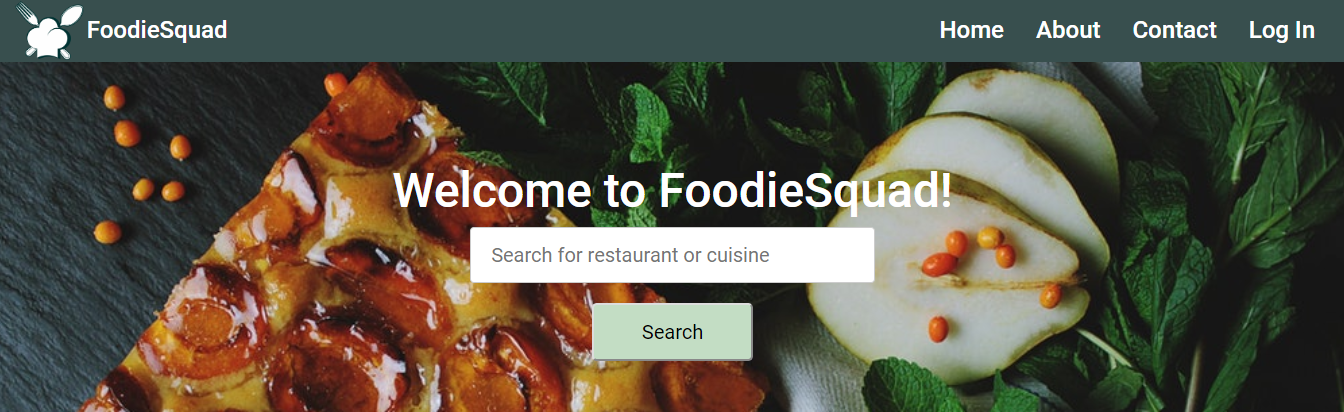 FoodieSquad Home About Contact Log In
Welcome to FoodieSquad!
Search for restaurant or cuisine
Search